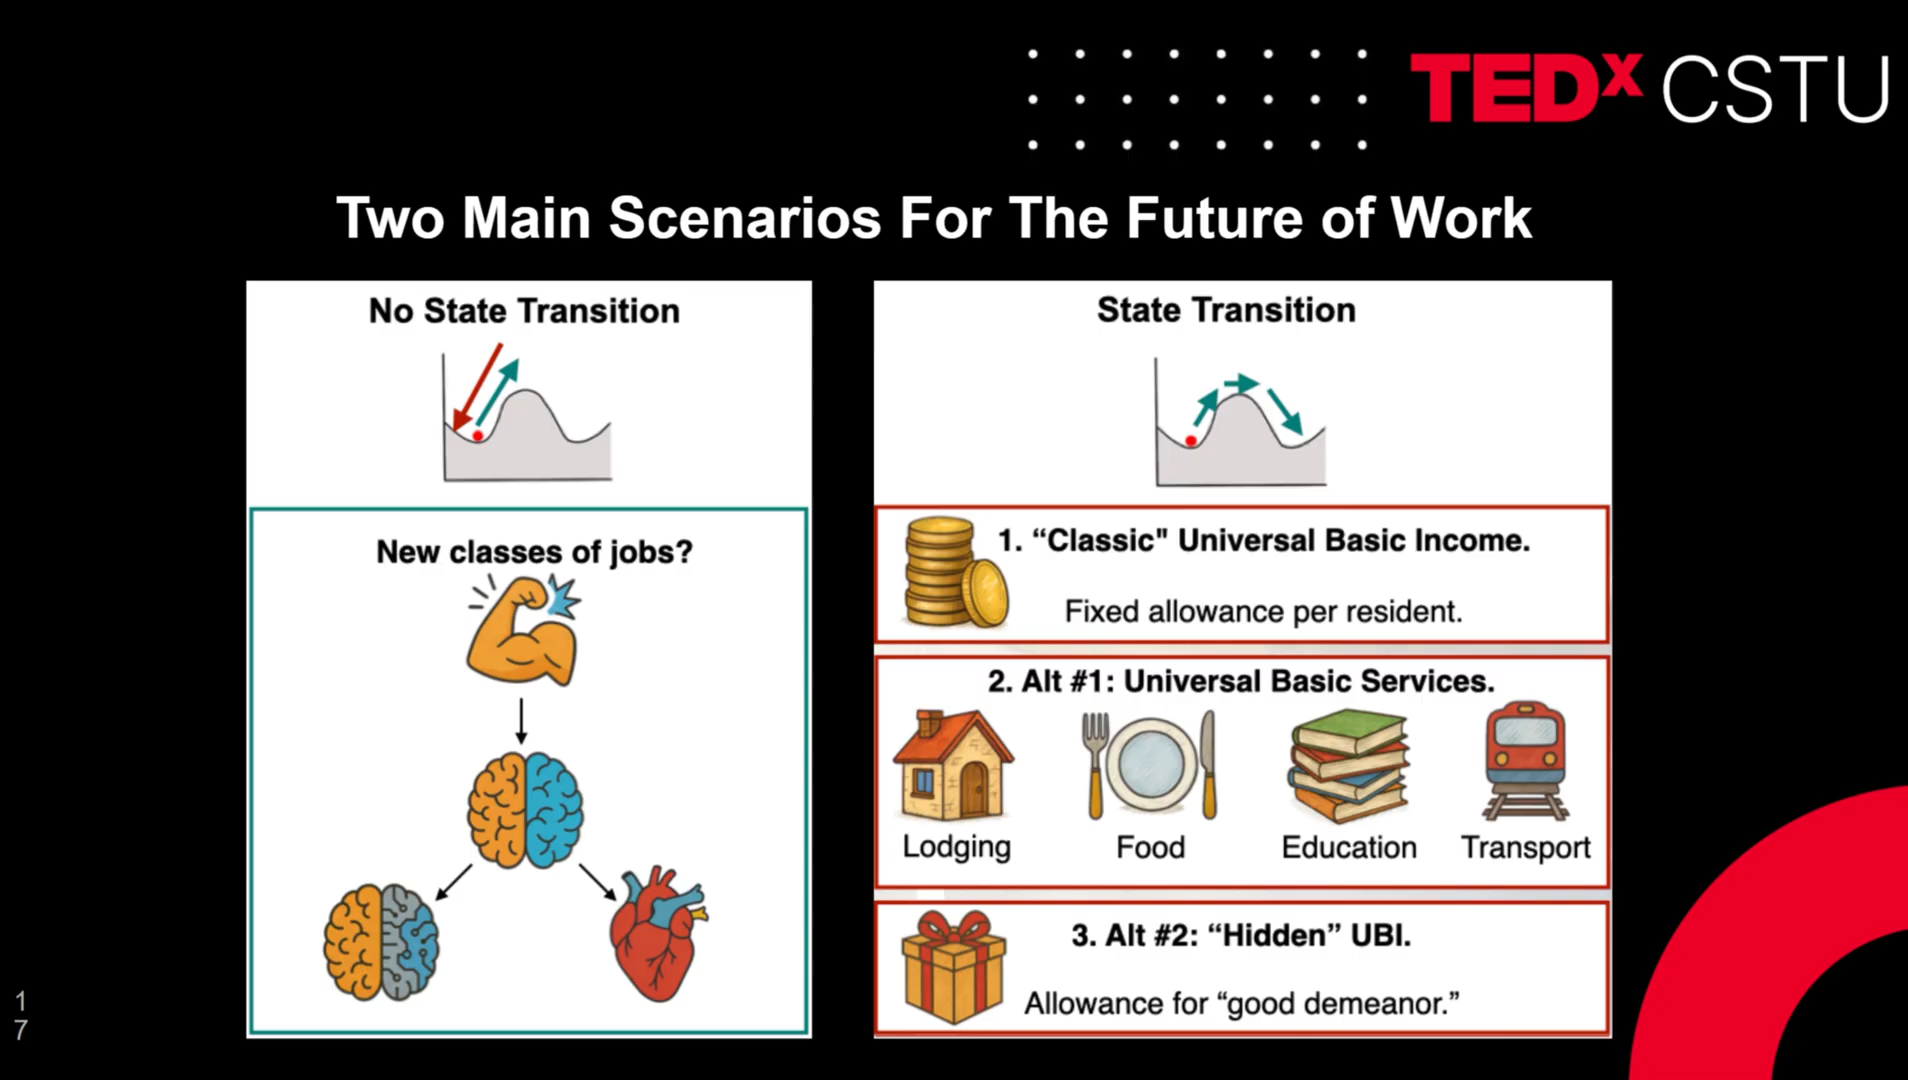 TEDx CSTU
Two Main Scenarios For The Future of Work
No State Transition
New classes of jobs?
State Transition
1. “Classic" Universal Basic Income.
Fixed allowance per resident.
2. Alt #1: Universal Basic Services.
Lodging
Food
Education
Transport
3. Alt #2: “Hidden” UBI.
Allowance for “good demeanor.”
1
7